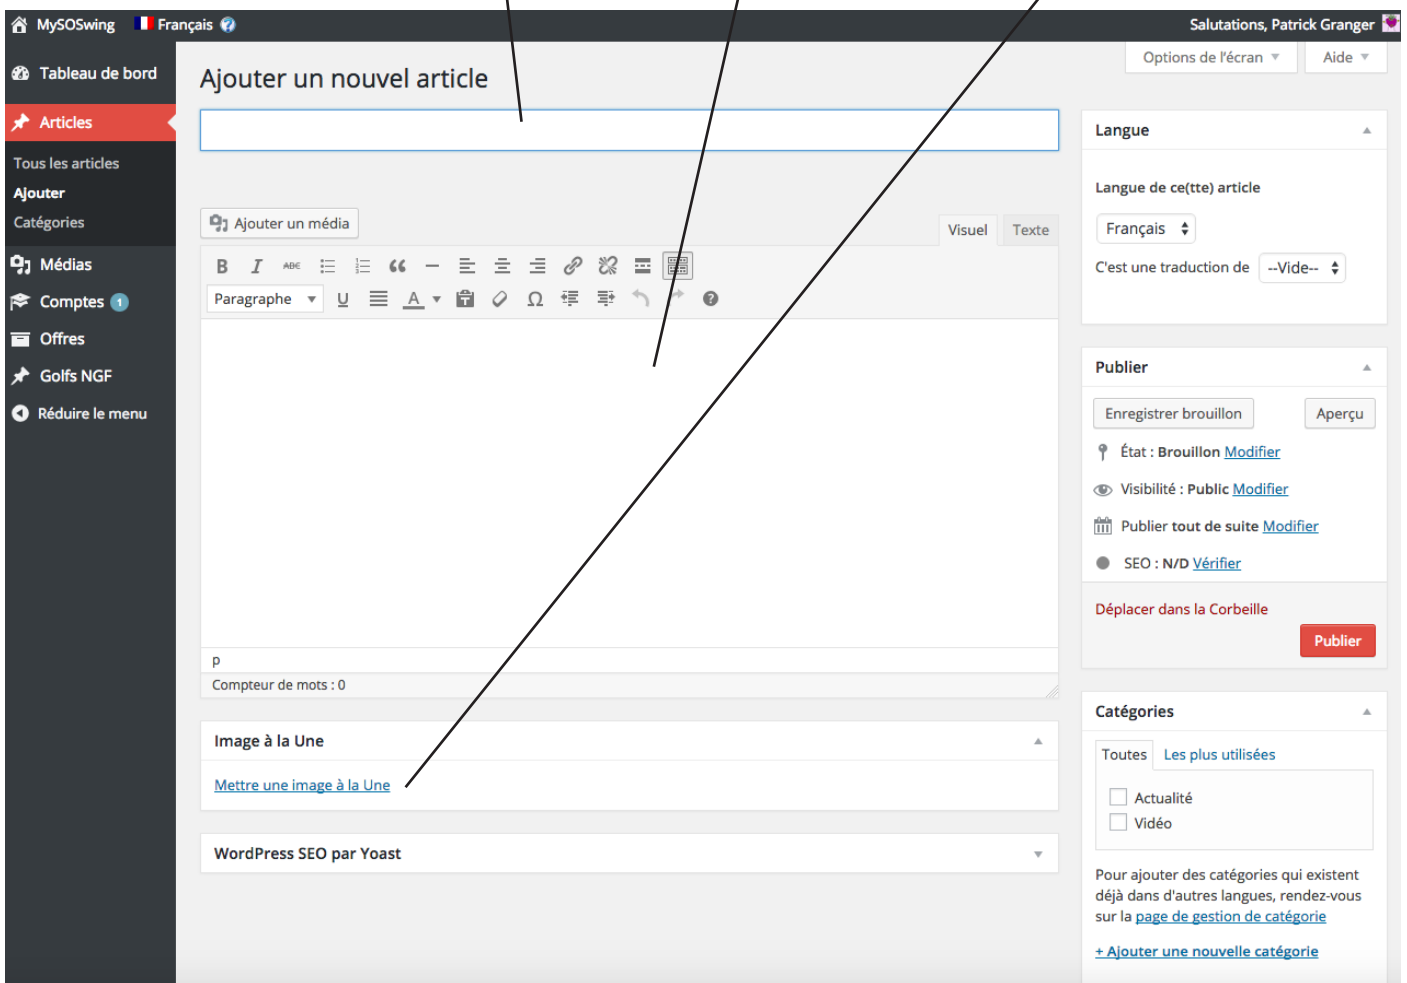 MySOSwing Français
Salutations, Patrick Granger
Options de l'écran
Aide
Tableau de bord
Articles
Tous les articles
Ajouter
Catégories
Médias
Comptes 1
Offres
Golfs NGF
Réduire le menu
Ajouter un nouvel article
Ajouter un média
Visuel Texte
B I ABC
Paragraphe U A Ω
p
Compteur de mots : 0
Image à la Une
Mettre une image à la Une
WordPress SEO par Yoast
Langue
Langue de ce(tte) article
Français
C'est une traduction de --Vide--
Publier
Enregistrer brouillon Aperçu
État : Brouillon Modifier
Visibilité : Public Modifier
Publier tout de suite Modifier
SEO : N/D Vérifier
Déplacer dans la Corbeille
Publier
Catégories
Toutes Les plus utilisées
Actualité
Vidéo
Pour ajouter des catégories qui existent
déjà dans d'autres langues, rendez-vous
sur la page de gestion de catégorie
+ Ajouter une nouvelle catégorie